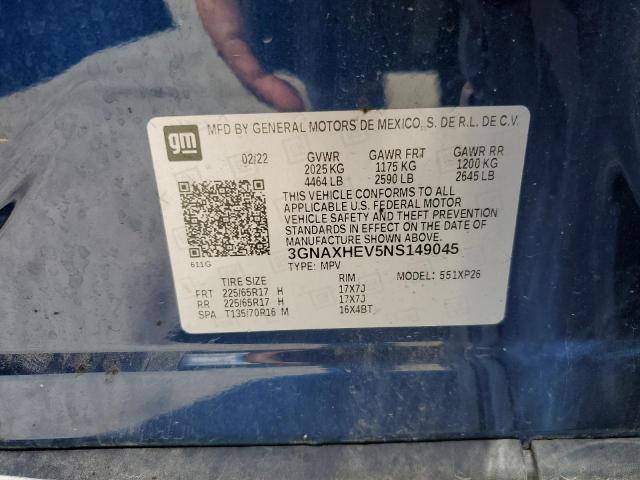 gm
MFD BY GENERAL MOTORS DE MEXICO, S. DE R.L. DE C.V.
02/22 GVWR GAWR FRT GAWR RR
2025 KG 1175 KG 1200 KG
4464 LB 2590 LB 2645 LB
THIS VEHICLE CONFORMS TO ALL
APPLICABLE U.S. FEDERAL MOTOR
VEHICLE SAFETY AND THEFT PREVENTION
STANDARDS IN EFFECT ON THE DATE OF
MANUFACTURE SHOWN ABOVE.
3GNAXHEV5NS149045
611G
TYPE: MPV MODEL: 551XP26
TIRE SIZE RIM
FRT 225/65R17 H 17X7J
RR 225/65R17 H 17X7J
SPA T135/70R16 M 16X4BT